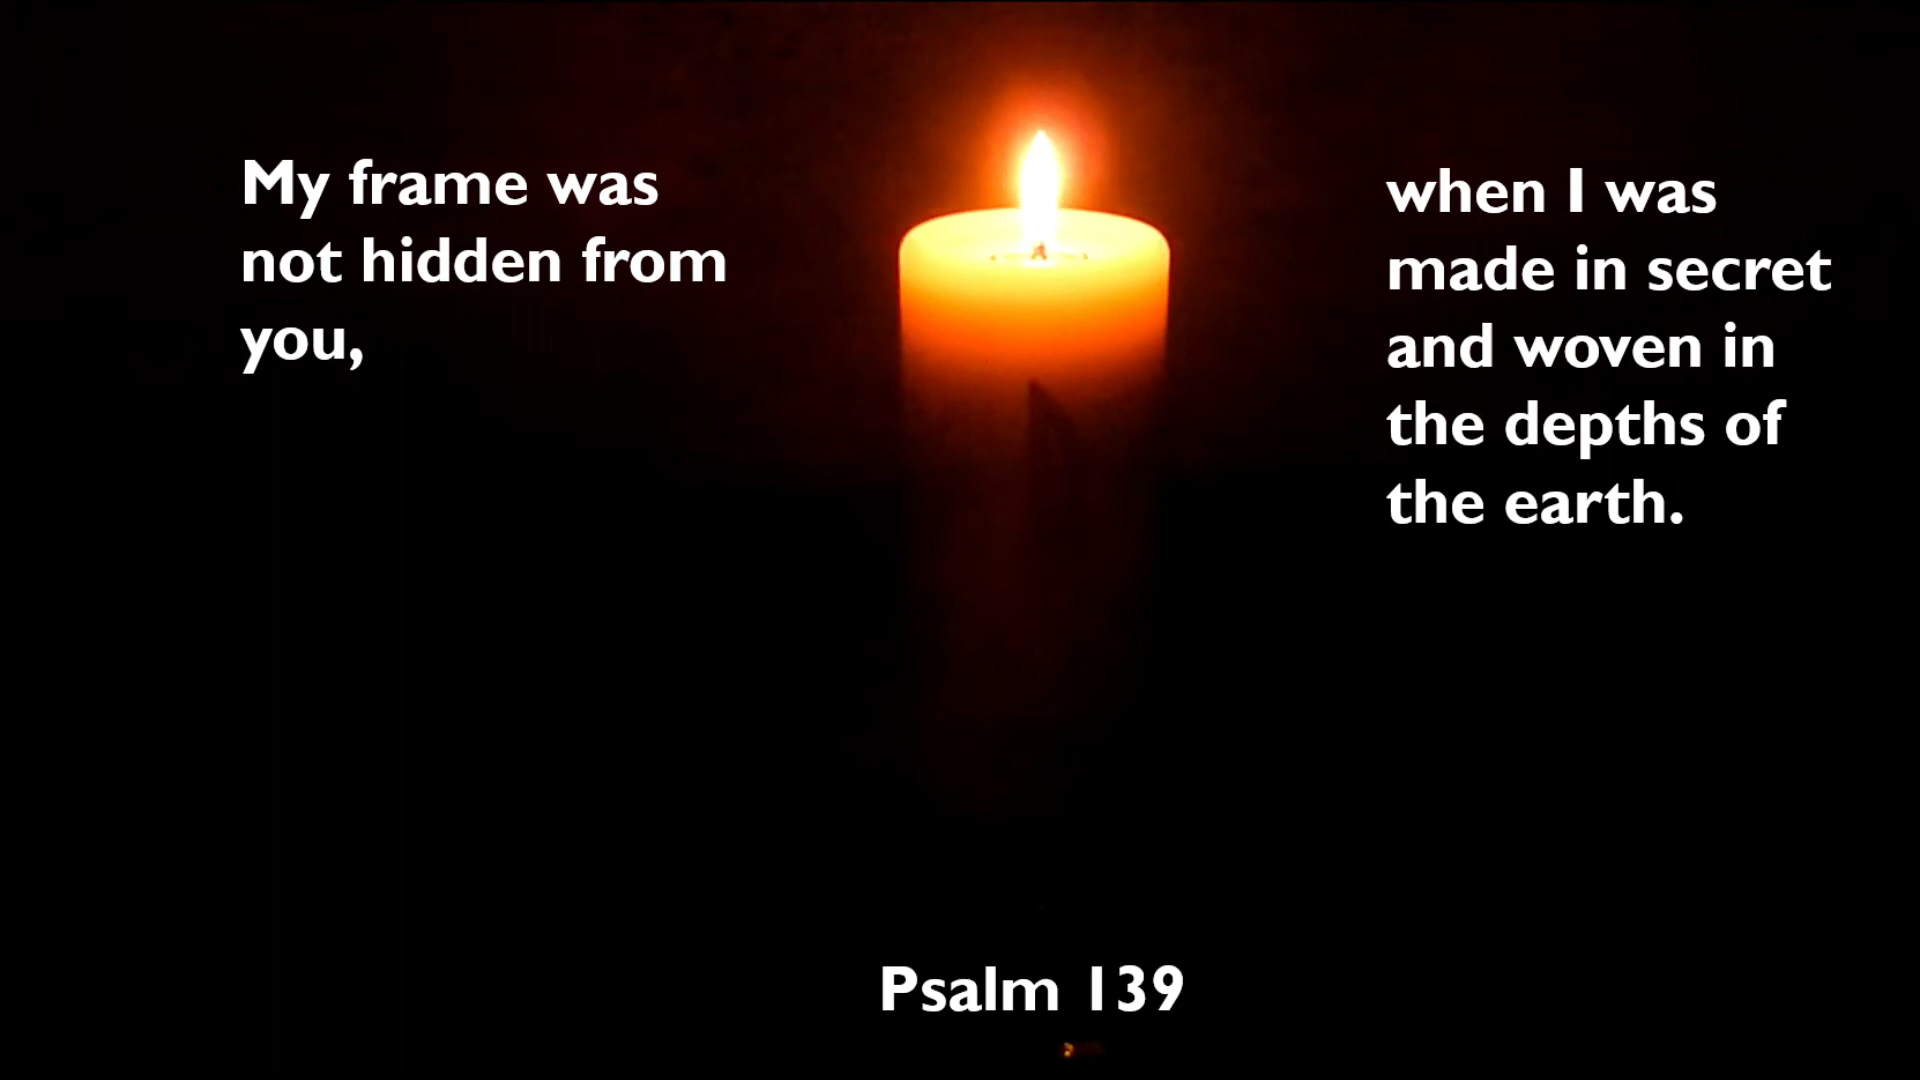 My frame was
not hidden from
you,
when I was
made in secret
and woven in
the depths of
the earth.
Psalm 139